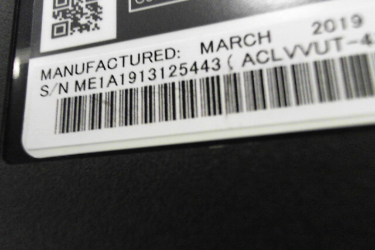 MANUFACTURED: MARCH 2019
S/N ME1A1913125443 ( ACLVVUT-4